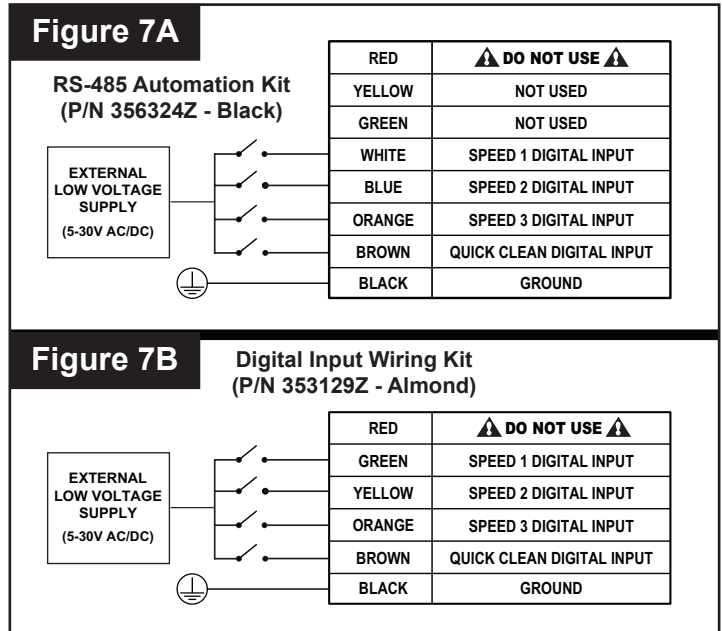 Figure 7A
RS-485 Automation Kit
(P/N 356324Z - Black)
EXTERNAL
LOW VOLTAGE
SUPPLY
(5-30V AC/DC)
RED DO NOT USE
YELLOW NOT USED
GREEN NOT USED
WHITE SPEED 1 DIGITAL INPUT
BLUE SPEED 2 DIGITAL INPUT
ORANGE SPEED 3 DIGITAL INPUT
BROWN QUICK CLEAN DIGITAL INPUT
BLACK GROUND
Figure 7B
Digital Input Wiring Kit
(P/N 353129Z - Almond)
EXTERNAL
LOW VOLTAGE
SUPPLY
(5-30V AC/DC)
RED DO NOT USE
GREEN SPEED 1 DIGITAL INPUT
YELLOW SPEED 2 DIGITAL INPUT
ORANGE SPEED 3 DIGITAL INPUT
BROWN QUICK CLEAN DIGITAL INPUT
BLACK GROUND